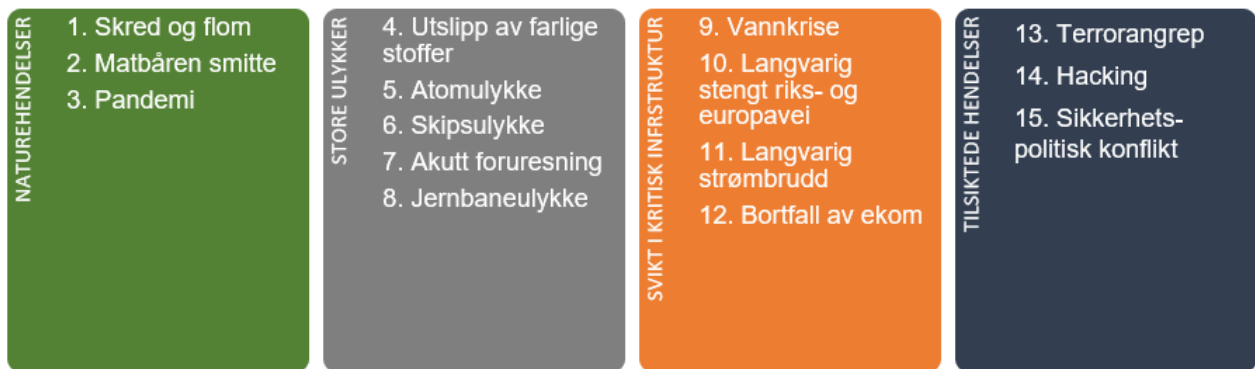 NATUREHENDELSER
1. Skred og flom
2. Matbåren smitte
3. Pandemi
STORE ULYKKER
4. Utslipp av farlige
stoffer
5. Atomulykke
6. Skipsulykke
7. Akutt foruresning
8. Jernbaneulykke
SVIKT I KRITISK INFRSTRUKTUR
9. Vannkrise
10. Langvarig
stengt riks- og
europavei
11. Langvarig
strømbrudd
12. Bortfall av ekom
TILSIKTEDE HENDELSER
13. Terrorangrep
14. Hacking
15. Sikkerhets-
politisk konflikt